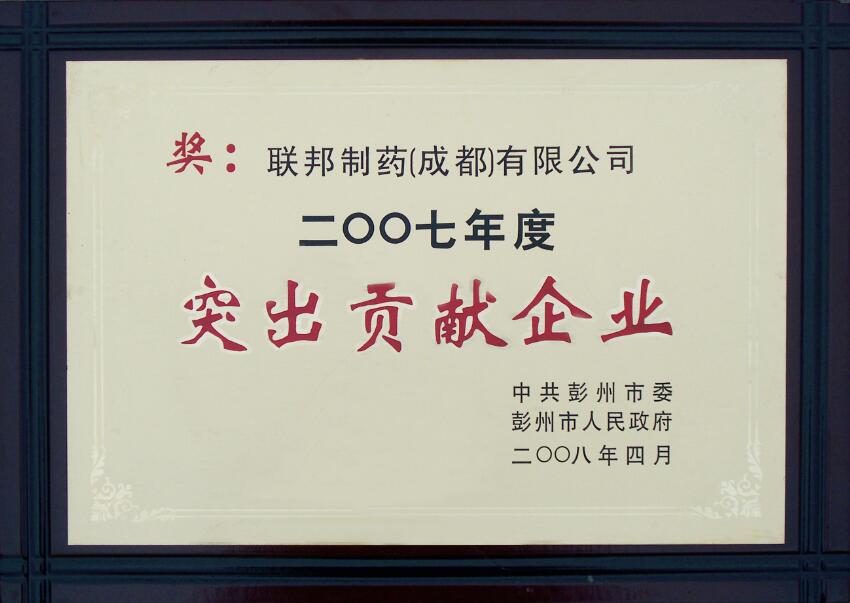 奖：联邦制药(成都)有限公司
二〇〇七年度
突出贡献企业
中共彭州市委
彭州市人民政府
二〇〇八年四月